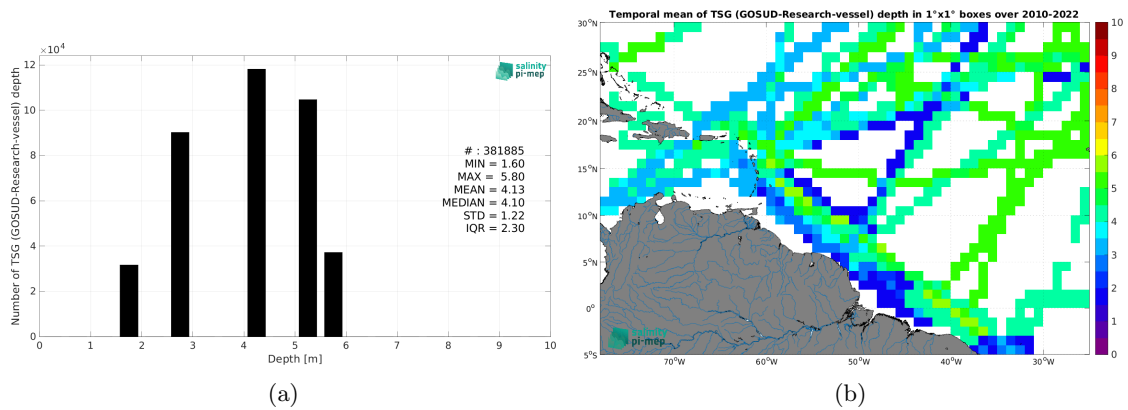 ×10⁴
12
10
8
6
4
2
0
Number of TSG (GOSUD-Research-vessel) depth
0 1 2 3 4 5 6 7 8 9 10
Depth [m]
salinity
pi-mep
# : 381885
MIN = 1.60
MAX = 5.80
MEAN = 4.13
MEDIAN = 4.10
STD = 1.22
IQR = 2.30
(a)
Temporal mean of TSG (GOSUD-Research-vessel) depth in 1°x1° boxes over 2010-2022
30°N
25°N
20°N
15°N
10°N
5°N
0°
5°S
70°W 60°W 50°W 40°W 30°W
salinity
pi-mep
10
9
8
7
6
5
4
3
2
1
0
(b)